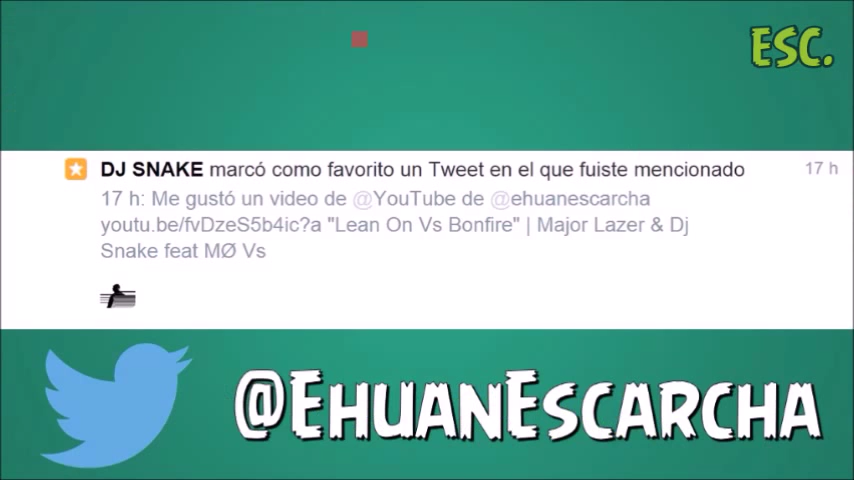 ESC.
DJ SNAKE marcó como favorito un Tweet en el que fuiste mencionado 17 h
17 h: Me gustó un video de @YouTube de @ehuanescarcha
youtu.be/fvDzeS5b4ic?a "Lean On Vs Bonfire" | Major Lazer & Dj
Snake feat MØ Vs
@EHUANESCARCHA